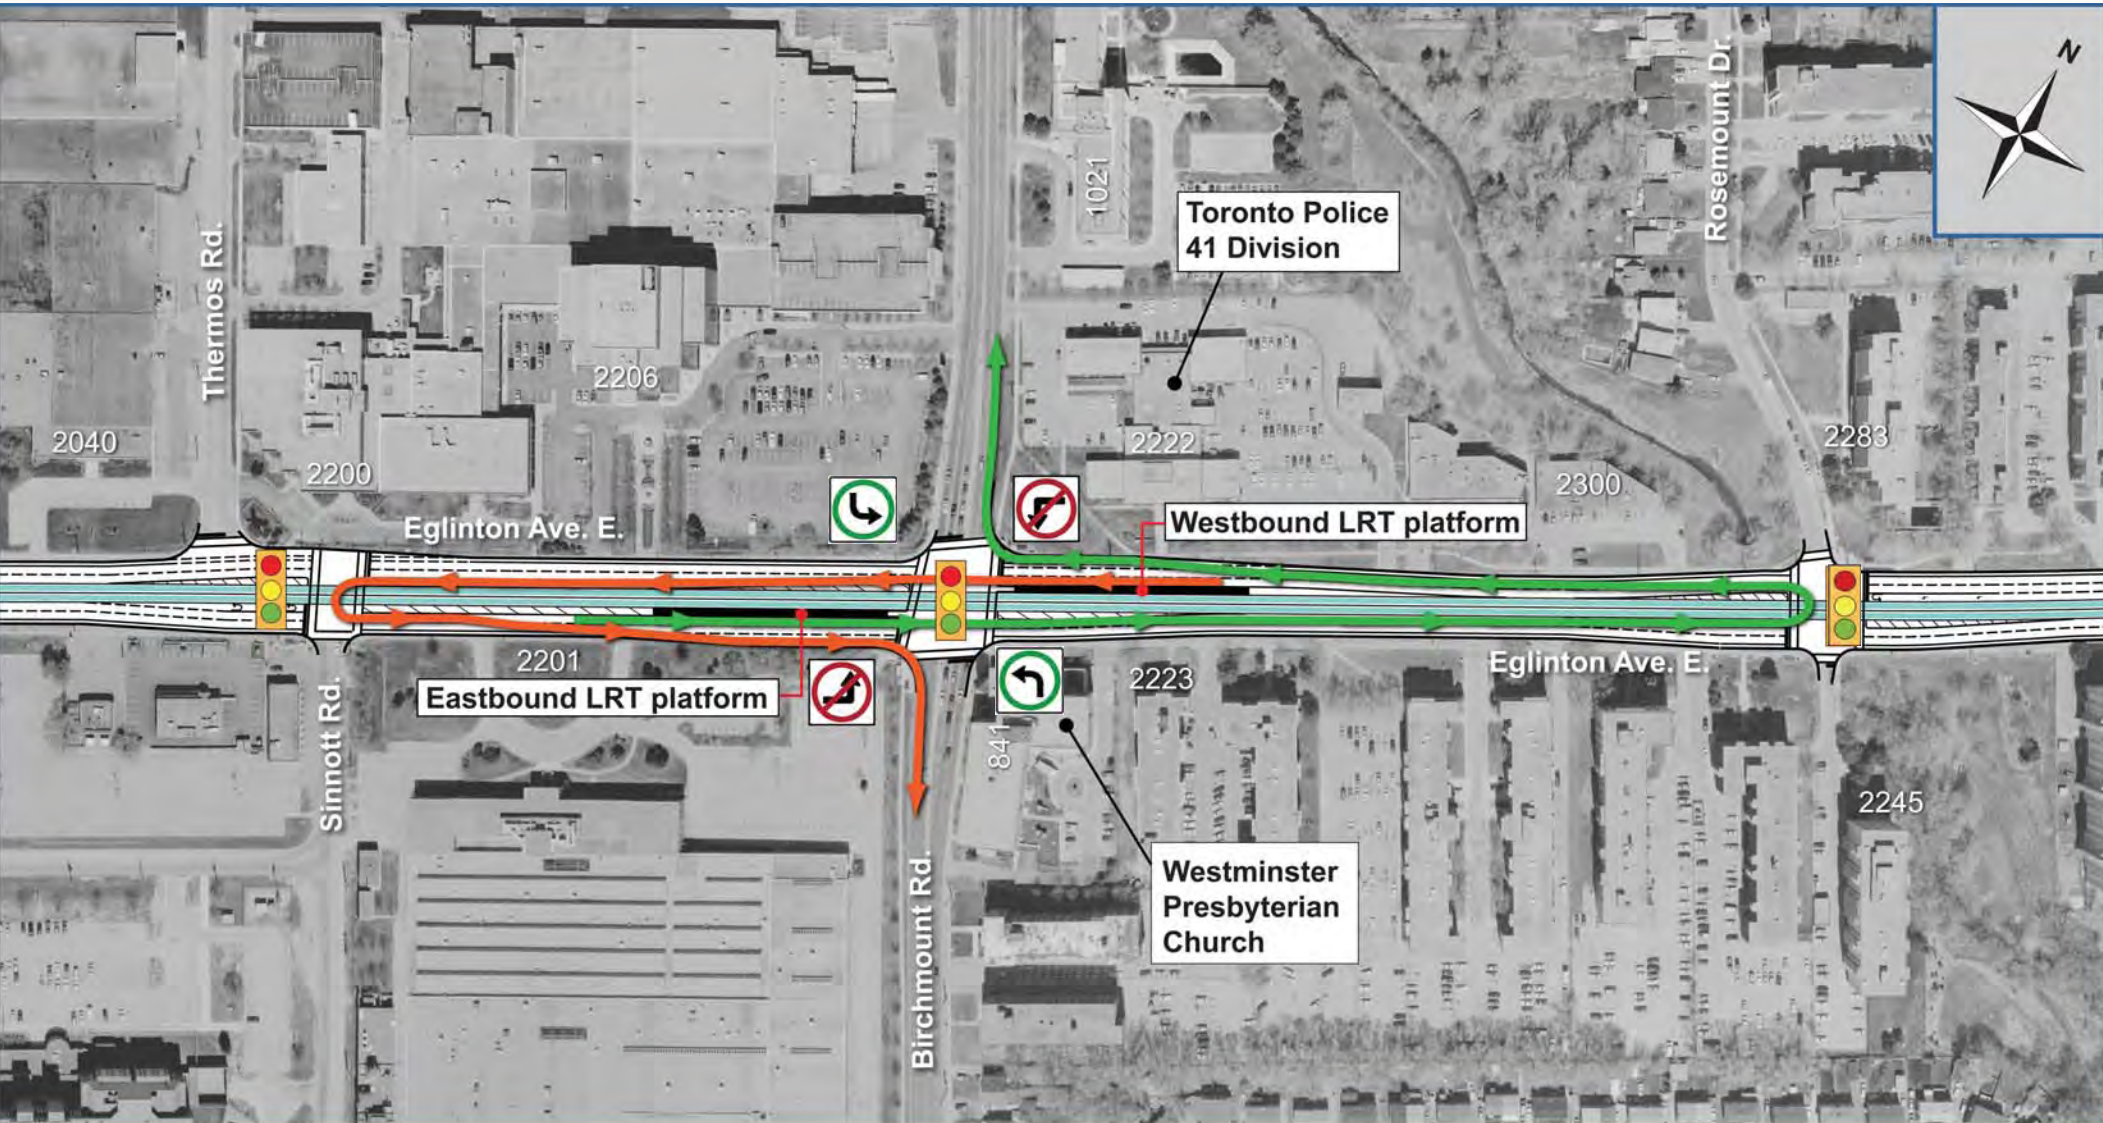 N
Rosemount Dr.
1021
Toronto Police
41 Division
Thermos Rd.
2206
2040
2200
2222
2283
2300
Eglinton Ave. E.
Westbound LRT platform
2201
Eastbound LRT platform
2223
Eglinton Ave. E.
Sinnott Rd.
841
2245
Westminster
Presbyterian
Church
Birchmount Rd.